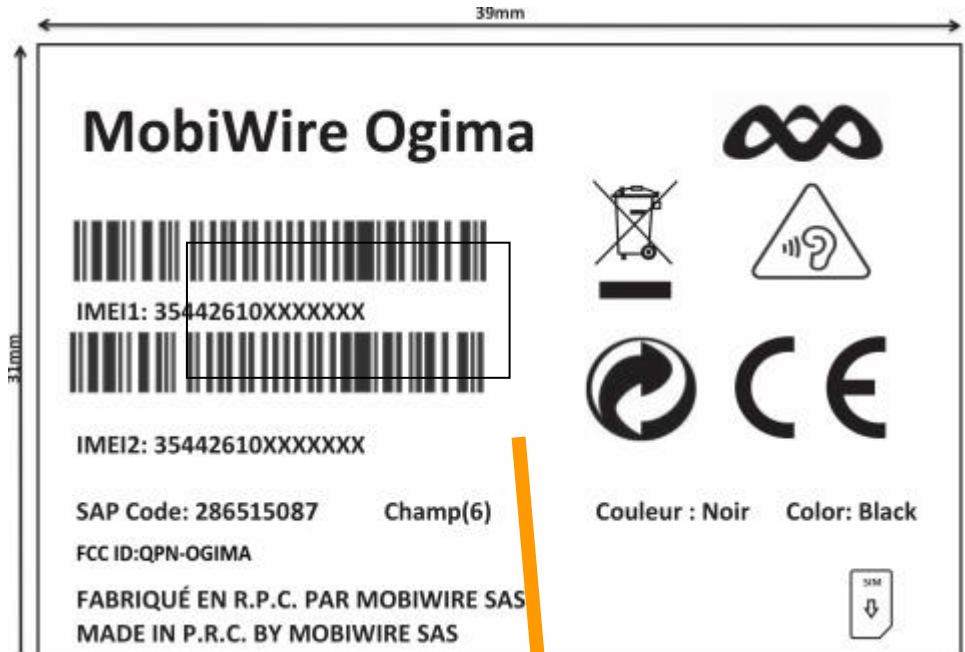 39mm
31mm
MobiWire Ogima
IMEI1: 35442610XXXXXXX
IMEI2: 35442610XXXXXXX
SAP Code: 286515087 Champ(6) Couleur : Noir Color: Black
FCC ID:QPN-OGIMA
SIM
FABRIQUÉ EN R.P.C. PAR MOBIWIRE SAS
MADE IN P.R.C. BY MOBIWIRE SAS